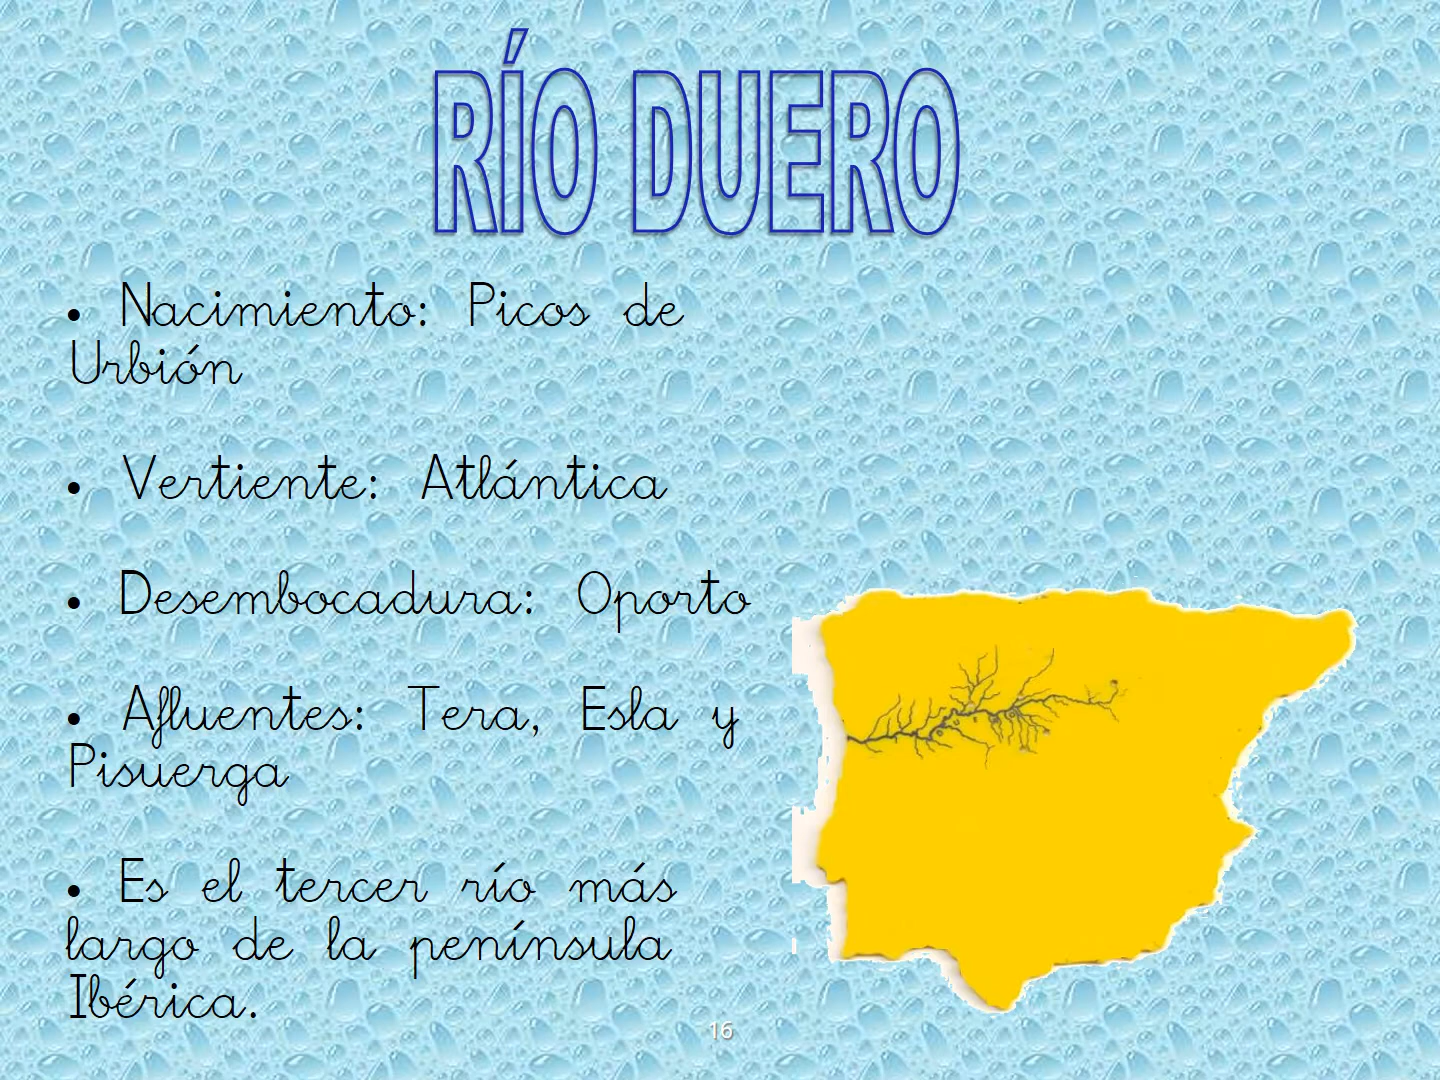 RÍO DUERO
• Nacimiento: Picos de
Urbión
• Vertiente: Atlántica
• Desembocadura: Oporto
• Afluentes: Tera, Esla y
Pisuerga
• Es el tercer río más
largo de la península
Ibérica.
16